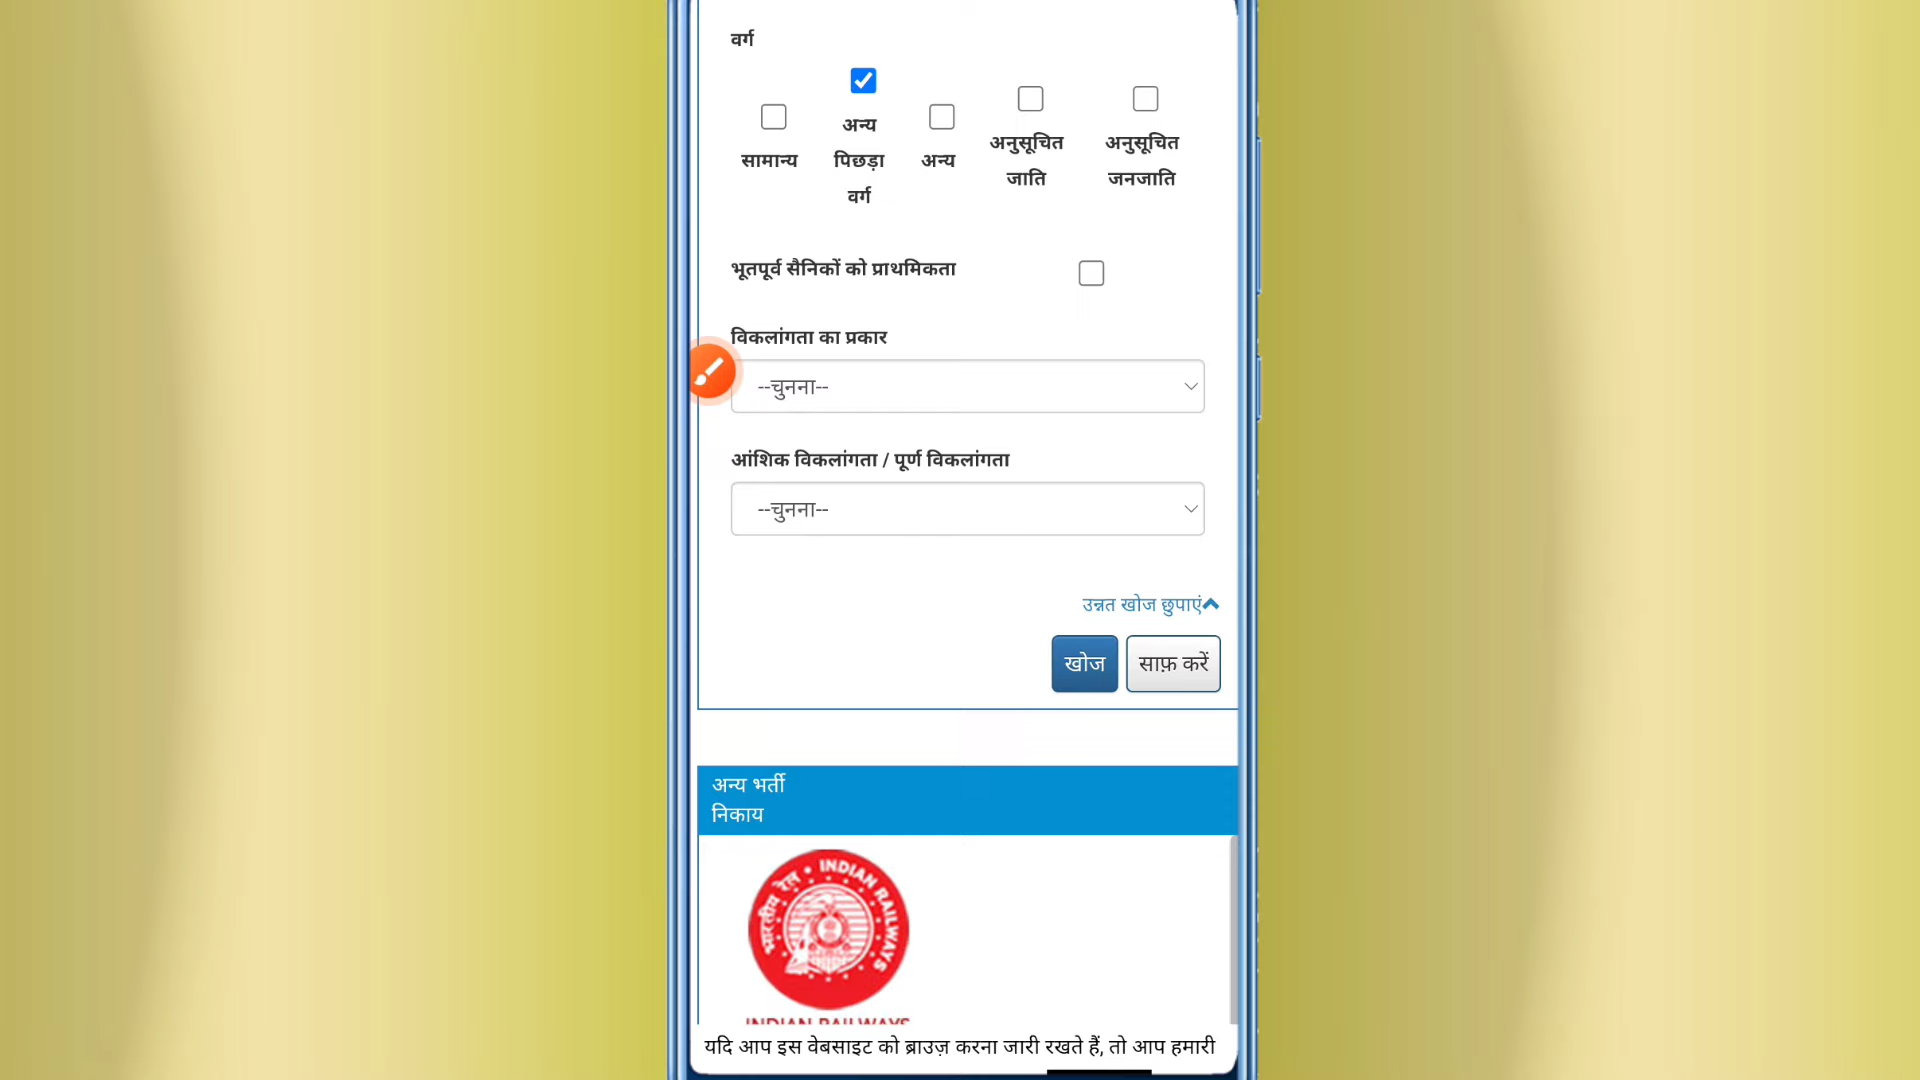 वर्ग
सामान्य
अन्य
पिछड़ा
वर्ग
अन्य
अनुसूचित
जाति
अनुसूचित
जनजाति
भूतपूर्व सैनिकों को प्राथमिकता
विकलांगता का प्रकार
--चुनना--
आंशिक विकलांगता / पूर्ण विकलांगता
--चुनना--
उन्नत खोज छुपाएं
खोज साफ़ करें
अन्य भर्ती
निकाय
भारतीय रेल • INDIAN RAILWAYS
INDIAN RAILWAYS
यदि आप इस वेबसाइट को ब्राउज़ करना जारी रखते हैं, तो आप हमारी